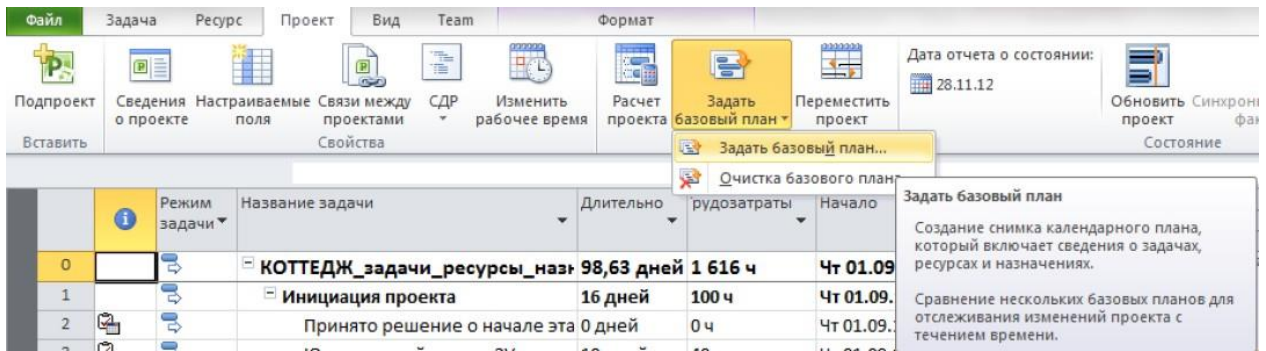 Файл Задача Ресурс Проект Вид Team Формат
Подпроект
Сведения о проекте
Настраиваемые поля
Связи между проектами
СДР
Изменить рабочее время
Расчет проекта
Задать базовый план
Переместить проект
Дата отчета о состоянии:
28.11.12
Обновить проект
Вставить Свойства Состояние
Задать базовый план...
Очистка базового плана
Режим задачи Название задачи Длительно рудозатраты Начало
0 КОТТЕДЖ_задачи_ресурсы_назн 98,63 дней 1 616 ч Чт 01.09
1 Инициация проекта 16 дней 100 ч Чт 01.09.
2 Принято решение о начале эта 0 дней 0 ч Чт 01.09.
Задать базовый план
Создание снимка календарного плана,
который включает сведения о задачах,
ресурсах и назначениях.
Сравнение нескольких базовых планов для
отслеживания изменений проекта с
течением времени.